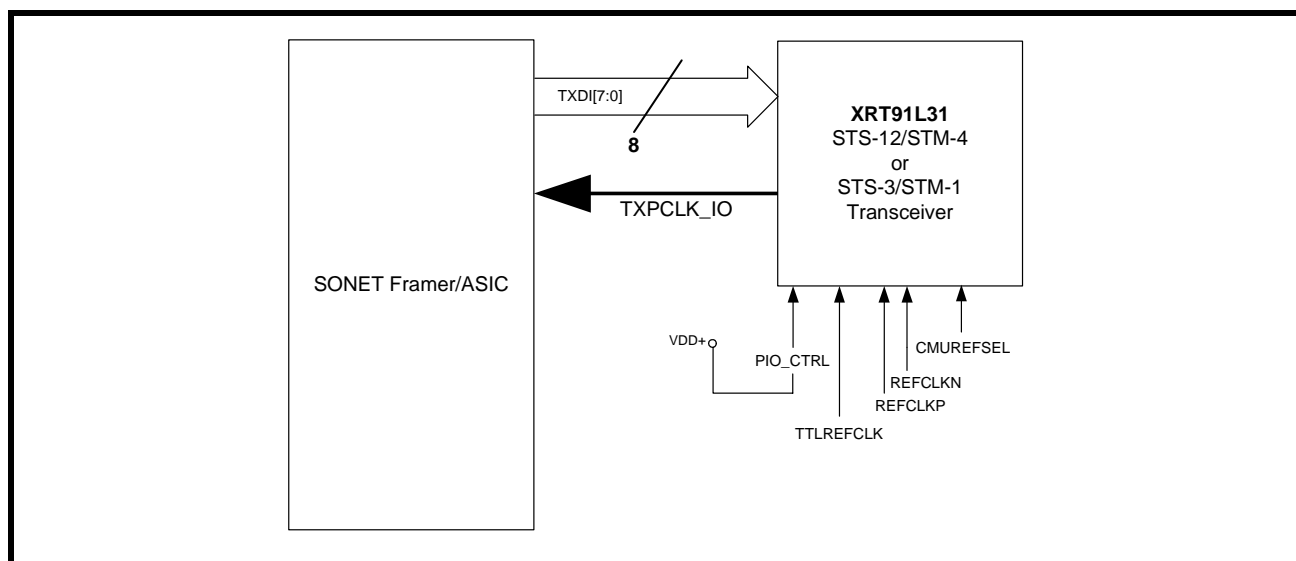 TXDI[7:0]
8
TXPCLK_IO
SONET Framer/ASIC
XRT91L31
STS-12/STM-4
or
STS-3/STM-1
Transceiver
VDD+
PIO_CTRL
CMUREFSEL
REFCLKN
REFCLKP
TTLREFCLK